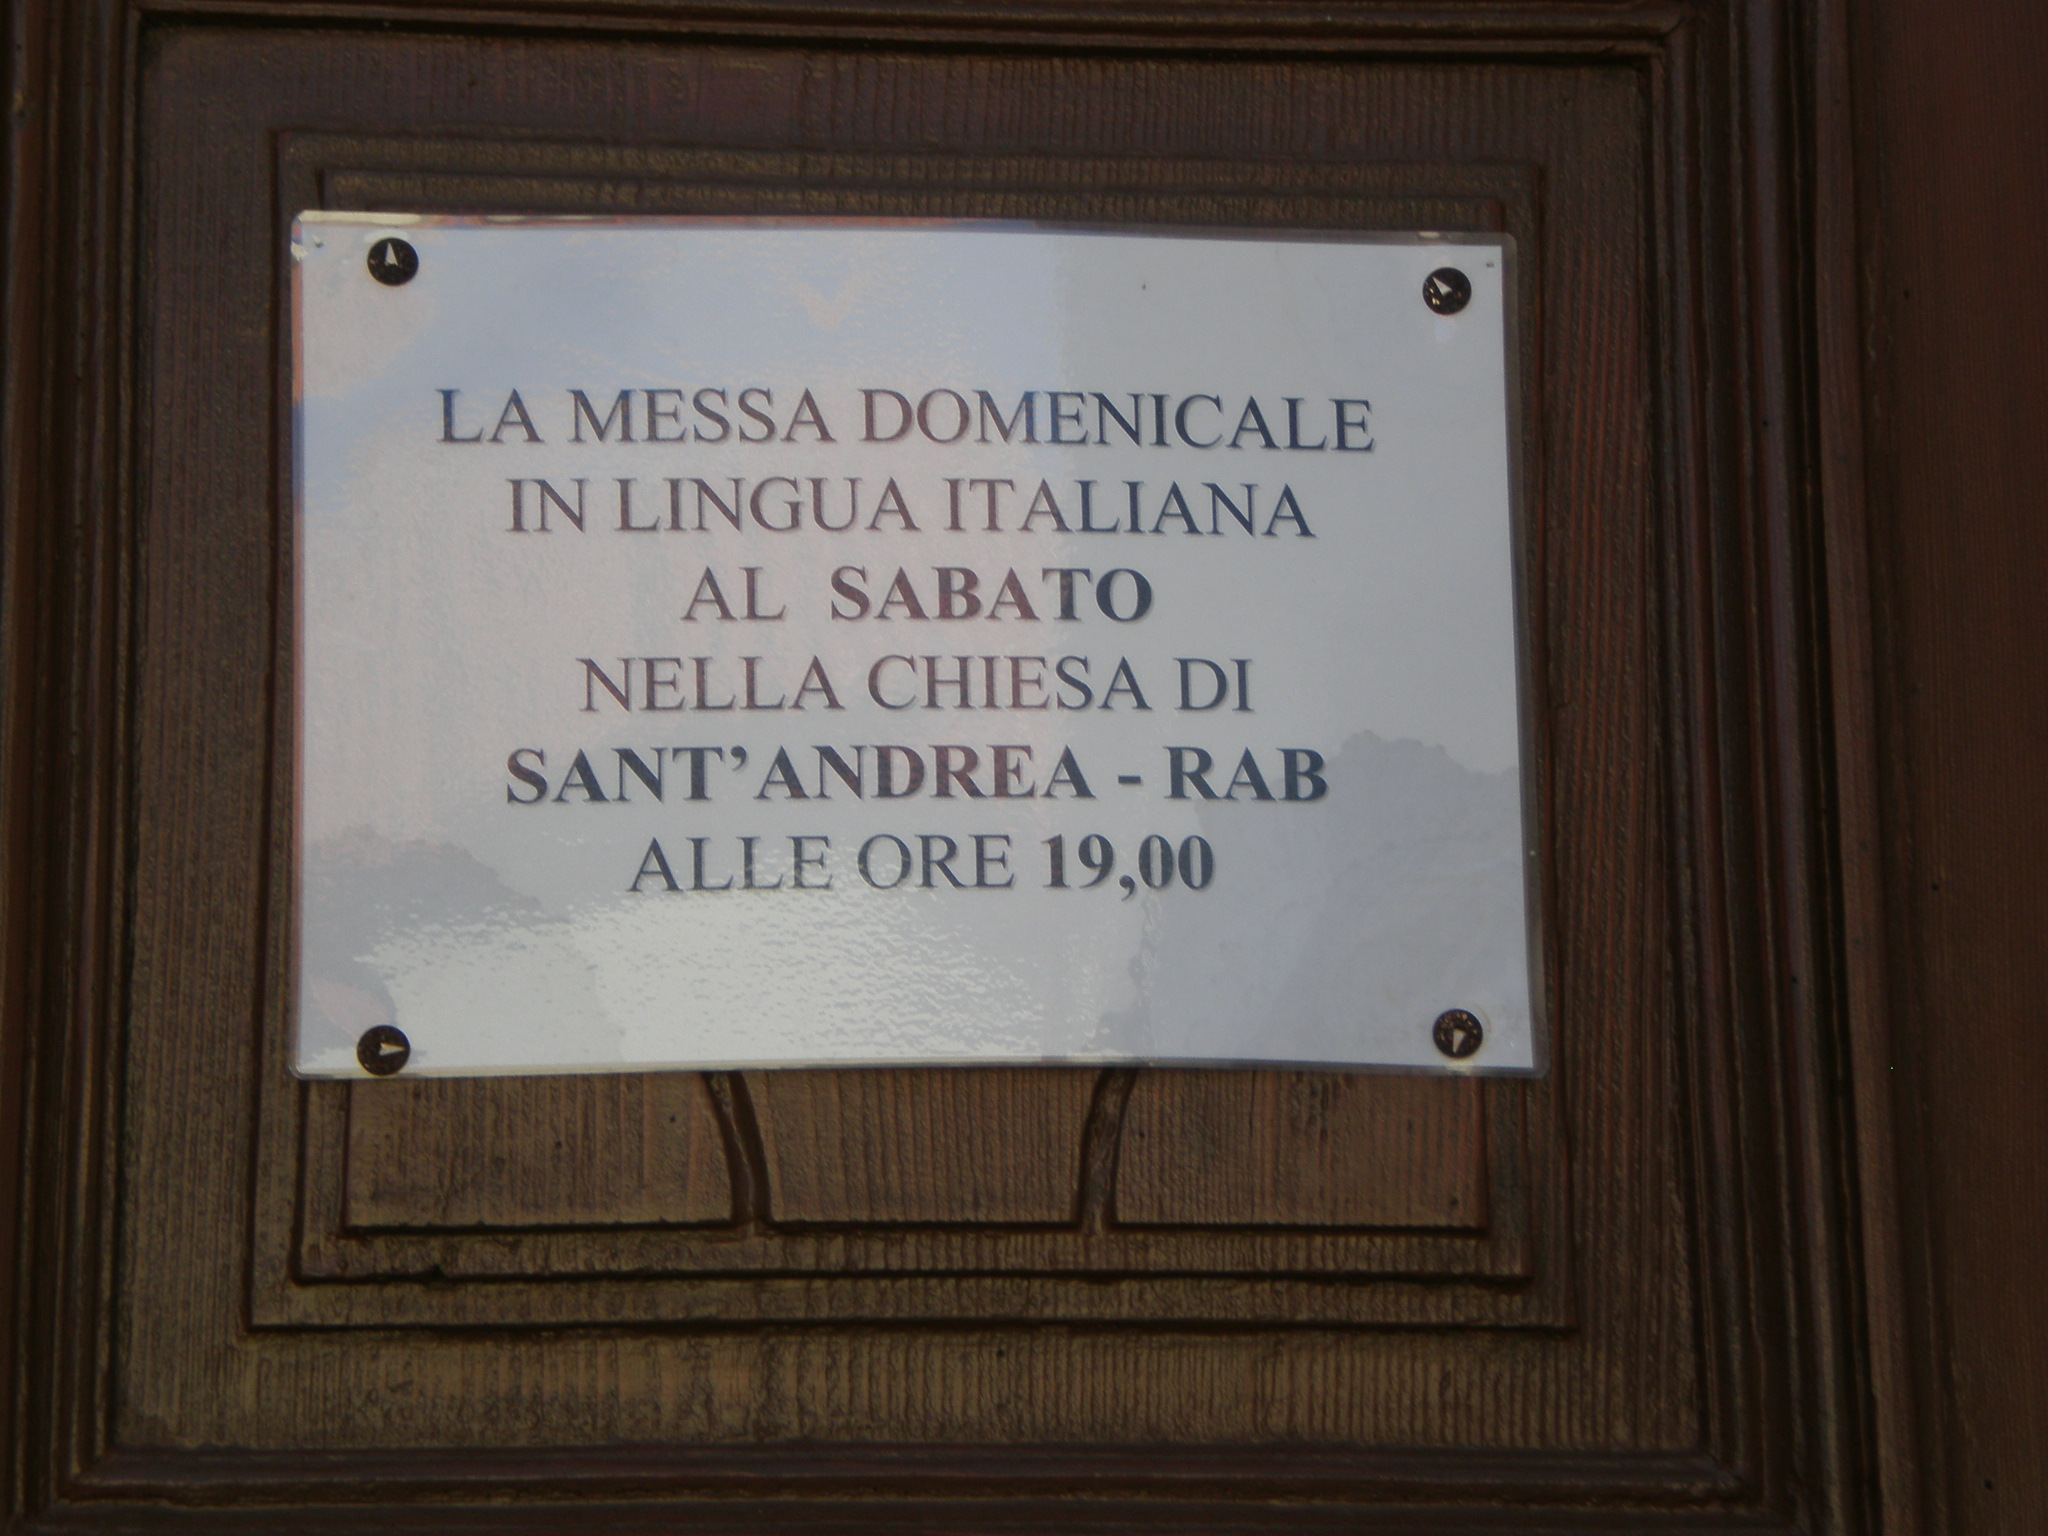 LA MESSA DOMENICALE
IN LINGUA ITALIANA
AL SABATO
NELLA CHIESA DI
SANT’ANDREA - RAB
ALLE ORE 19,00